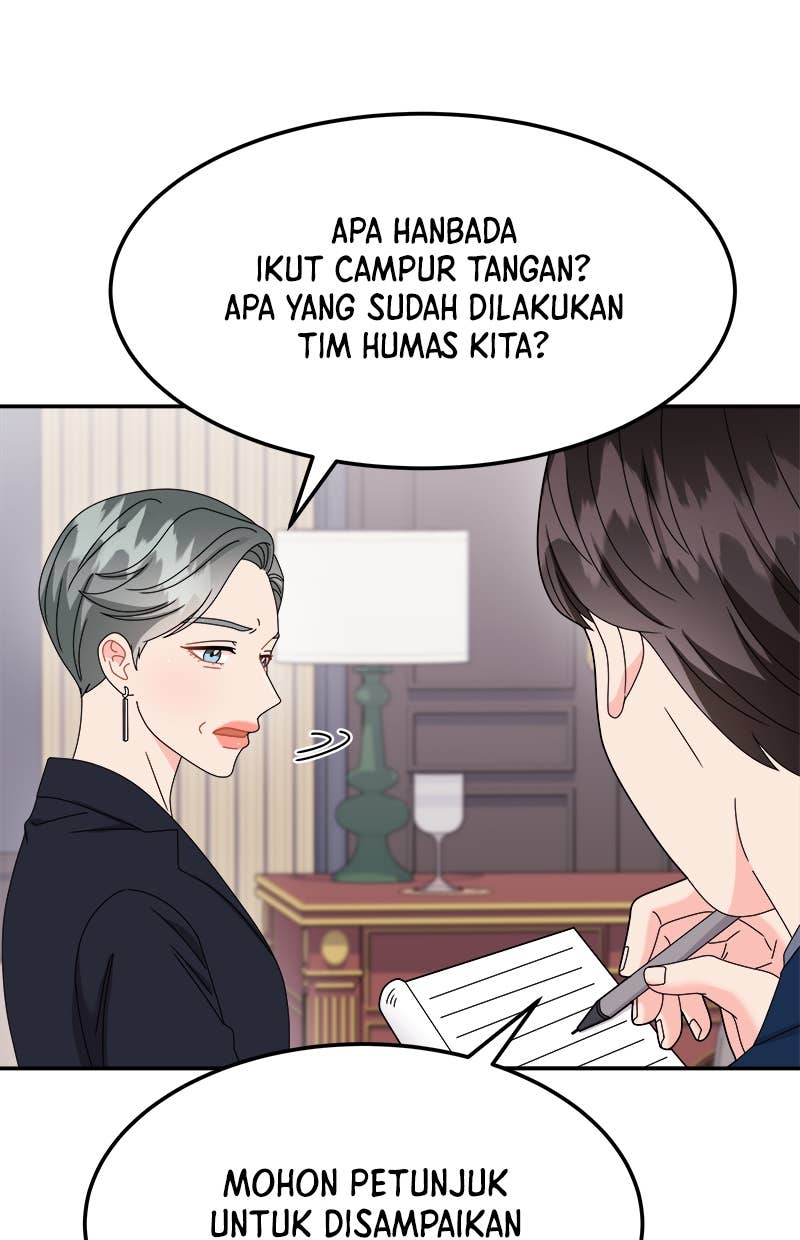 APA HANBADA
IKUT CAMPUR TANGAN?
APA YANG SUDAH DILAKUKAN
TIM HUMAS KITA?
MOHON PETUNJUK
UNTUK DISAMPAIKAN